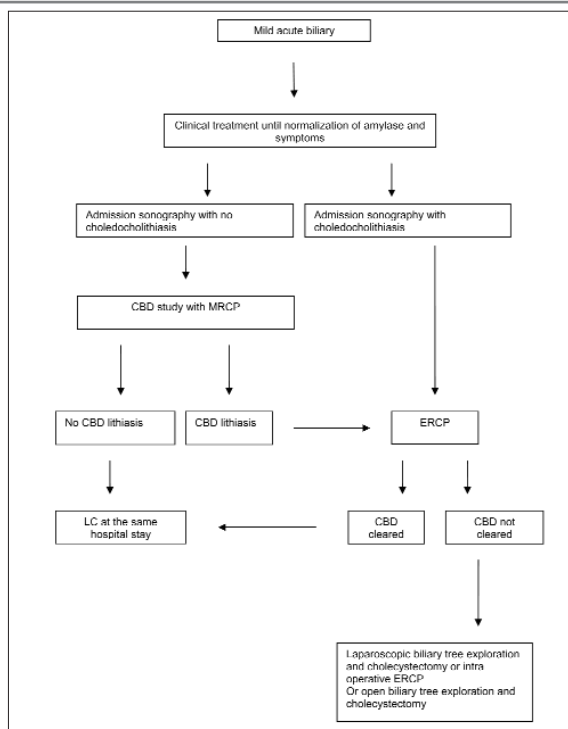 Mild acute biliary
Clinical treatment until normalization of amylase and
symptoms
Admission sonography with no
choledocholithiasis
Admission sonography with
choledocholithiasis
CBD study with MRCP
No CBD lithiasis
CBD lithiasis
ERCP
LC at the same
hospital stay
CBD
cleared
CBD not
cleared
Laparoscopic biliary tree exploration
and cholecystectomy or intra
operative ERCP
Or open biliary tree exploration and
cholecystectomy